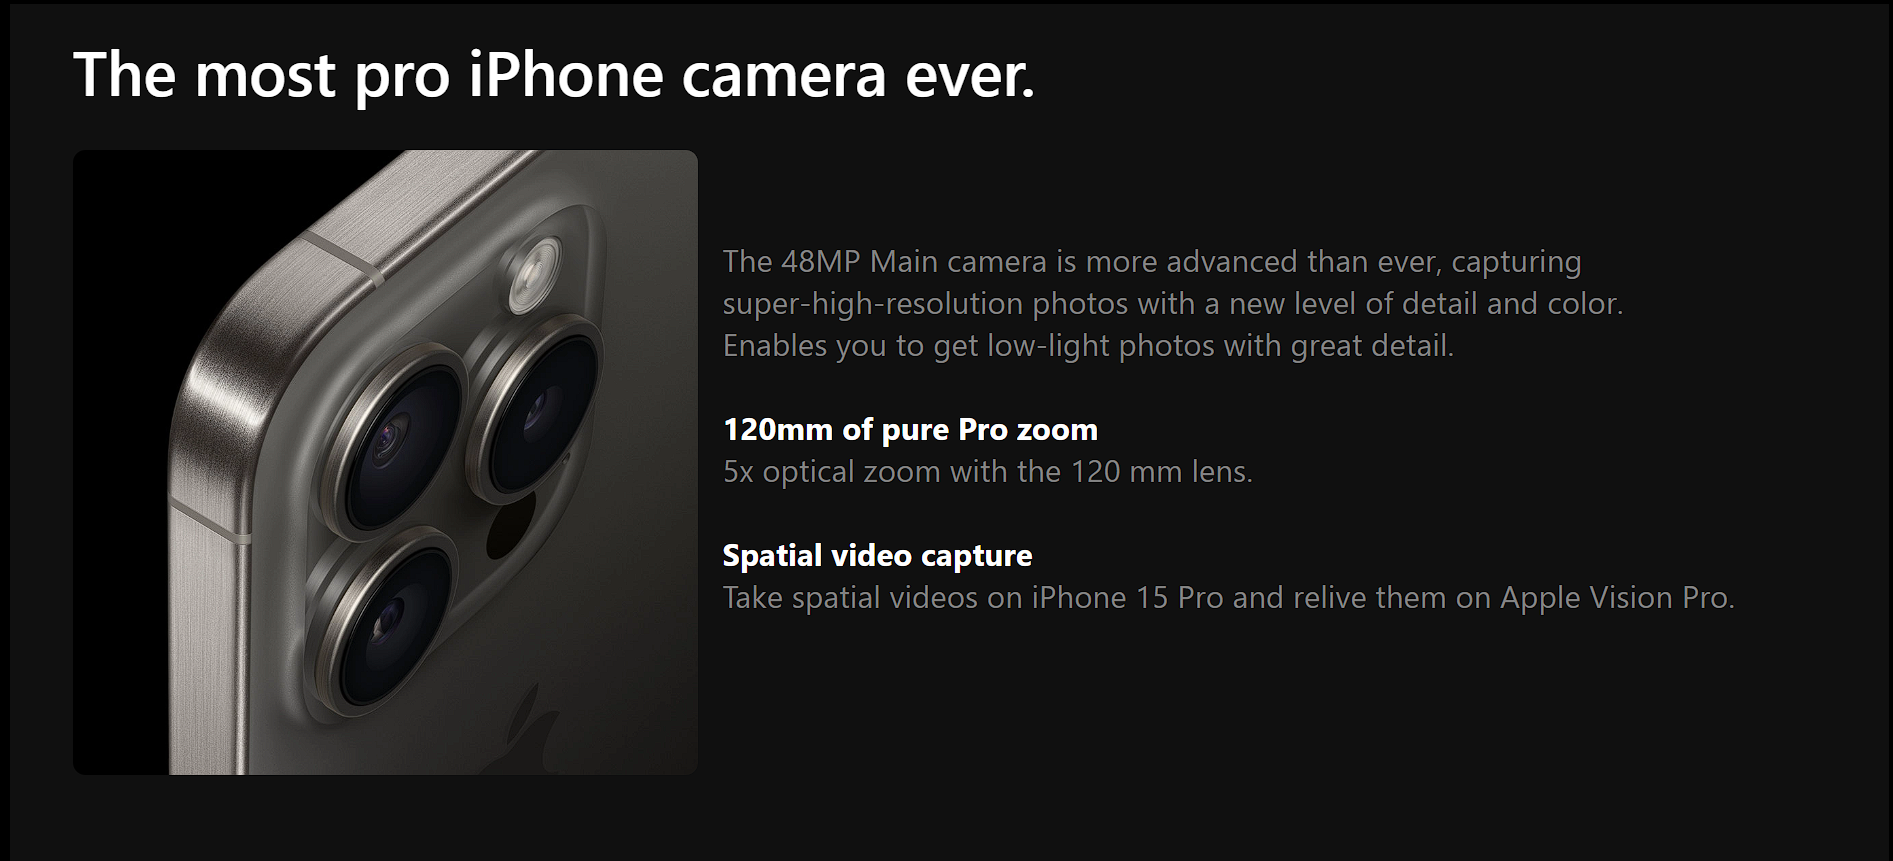 The most pro iPhone camera ever.
The 48MP Main camera is more advanced than ever, capturing
super-high-resolution photos with a new level of detail and color.
Enables you to get low-light photos with great detail.
120mm of pure Pro zoom
5x optical zoom with the 120 mm lens.
Spatial video capture
Take spatial videos on iPhone 15 Pro and relive them on Apple Vision Pro.